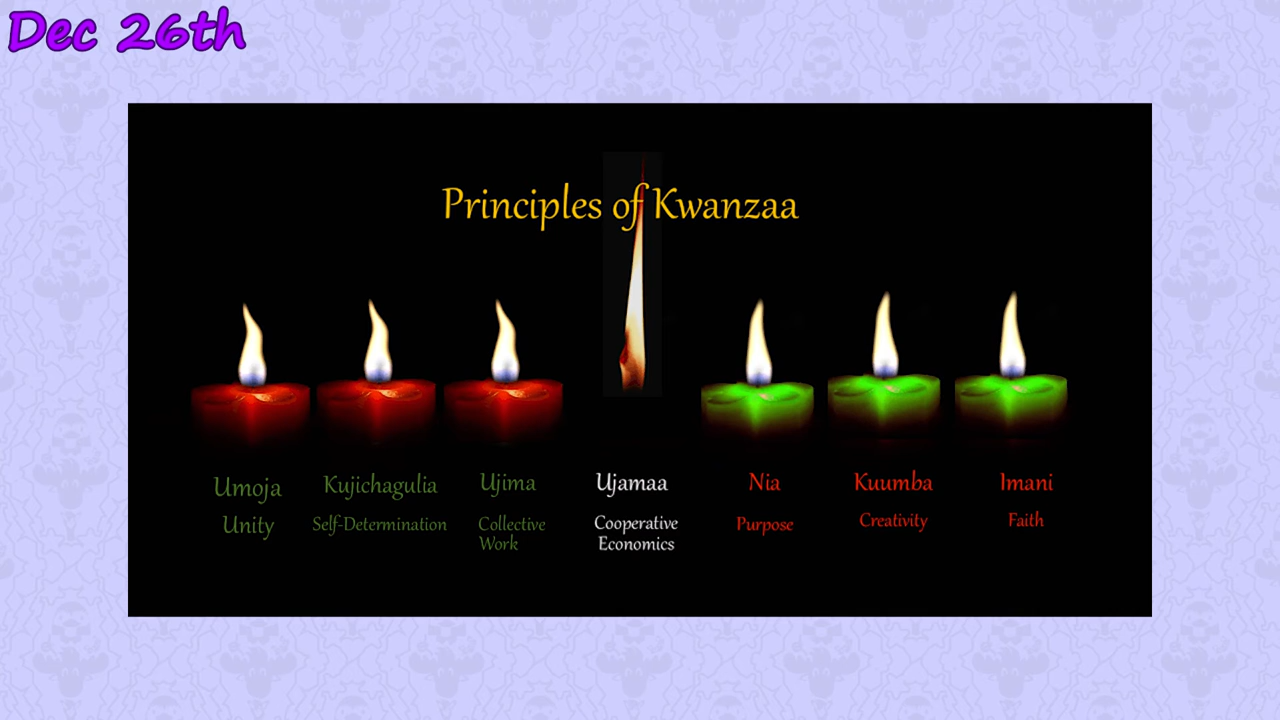 Dec 26th
Principles of Kwanzaa
Umoja
Unity
Kujichagulia
Self-Determination
Ujima
Collective
Work
Ujamaa
Cooperative
Economics
Nia
Purpose
Kuumba
Creativity
Imani
Faith